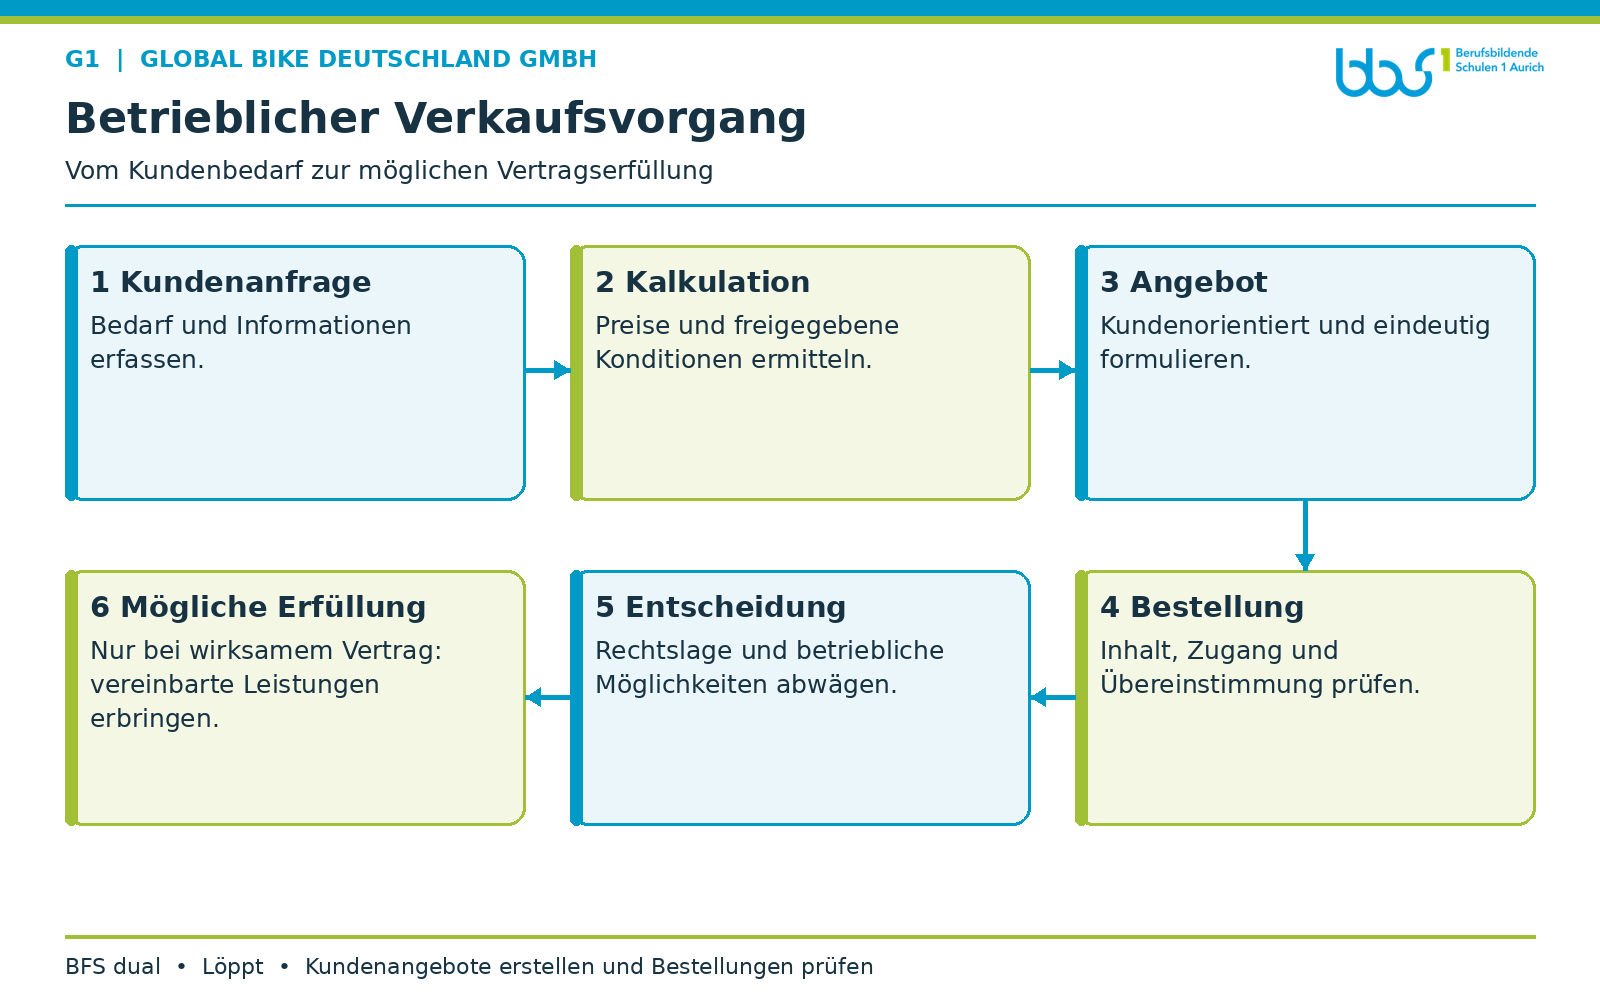 G1 | GLOBAL BIKE DEUTSCHLAND GMBH
bbs 1 Berufsbildende
Schulen 1 Aurich
Betrieblicher Verkaufsvorgang
Vom Kundenbedarf zur möglichen Vertragserfüllung
1 Kundenanfrage
Bedarf und Informationen
erfassen.
2 Kalkulation
Preise und freigegebene
Konditionen ermitteln.
3 Angebot
Kundenorientiert und eindeutig
formulieren.
4 Bestellung
Inhalt, Zugang und
Übereinstimmung prüfen.
5 Entscheidung
Rechtslage und betriebliche
Möglichkeiten abwägen.
6 Mögliche Erfüllung
Nur bei wirksamem Vertrag:
vereinbarte Leistungen
erbringen.
BFS dual • Löppt • Kundenangebote erstellen und Bestellungen prüfen